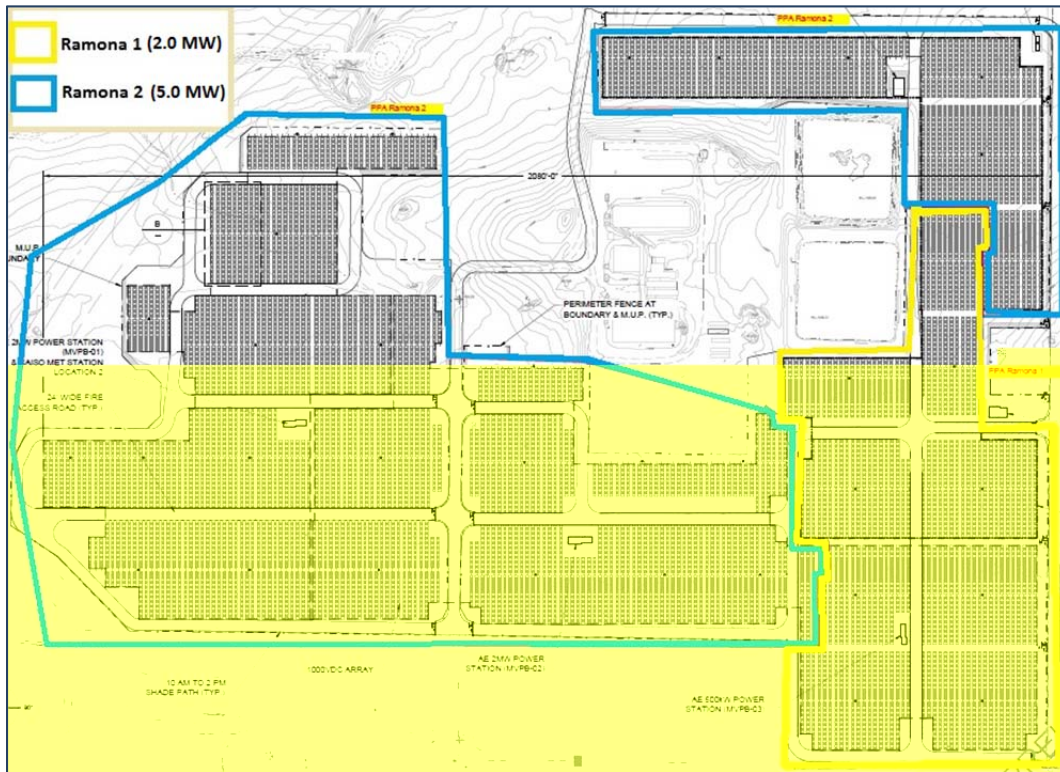 Ramona 1 (2.0 MW)
Ramona 2 (5.0 MW)
PPA Ramona 2
PPA Ramona 2
2080'-0"
B
M.U.P.
UNDARY
PERIMETER FENCE AT
BOUNDARY & M.U.P. (TYP.)
2MW POWER STATION
(MVPB-01)
& KAISO MET STATION
LOCATION 2
PPA Ramona 1
24' WIDE FIRE
ACCESS ROAD (TYP.)
AE 2MW POWER
STATION (MVPB-02)
1000VDC ARRAY
10 AM TO 2 PM
SHADE PATH (TYP.)
AE 500KW POWER
STATION (MVPB-03